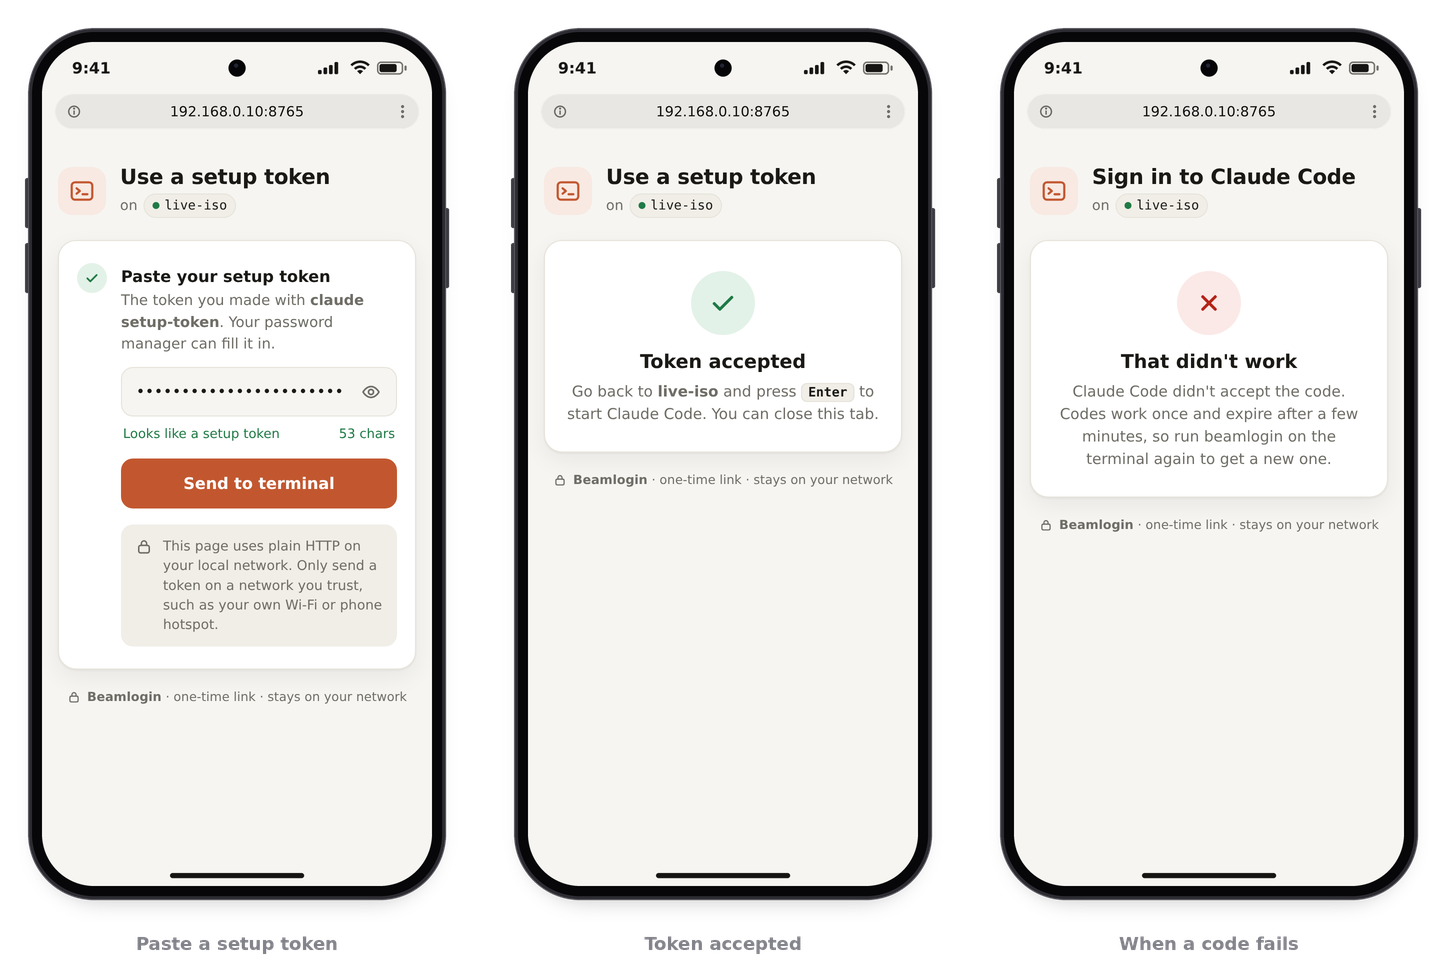 9:41
192.168.0.10:8765
Use a setup token
on live-iso
Paste your setup token
The token you made with claude
setup-token. Your password
manager can fill it in.
••••••••••••••••••••••
Looks like a setup token 53 chars
Send to terminal
This page uses plain HTTP on
your local network. Only send a
token on a network you trust,
such as your own Wi-Fi or phone
hotspot.
Beamlogin · one-time link · stays on your network
Paste a setup token
9:41
192.168.0.10:8765
Use a setup token
on live-iso
Token accepted
Go back to live-iso and press Enter to
start Claude Code. You can close this tab.
Beamlogin · one-time link · stays on your network
Token accepted
9:41
192.168.0.10:8765
Sign in to Claude Code
on live-iso
That didn't work
Claude Code didn't accept the code.
Codes work once and expire after a few
minutes, so run beamlogin on the
terminal again to get a new one.
Beamlogin · one-time link · stays on your network
When a code fails